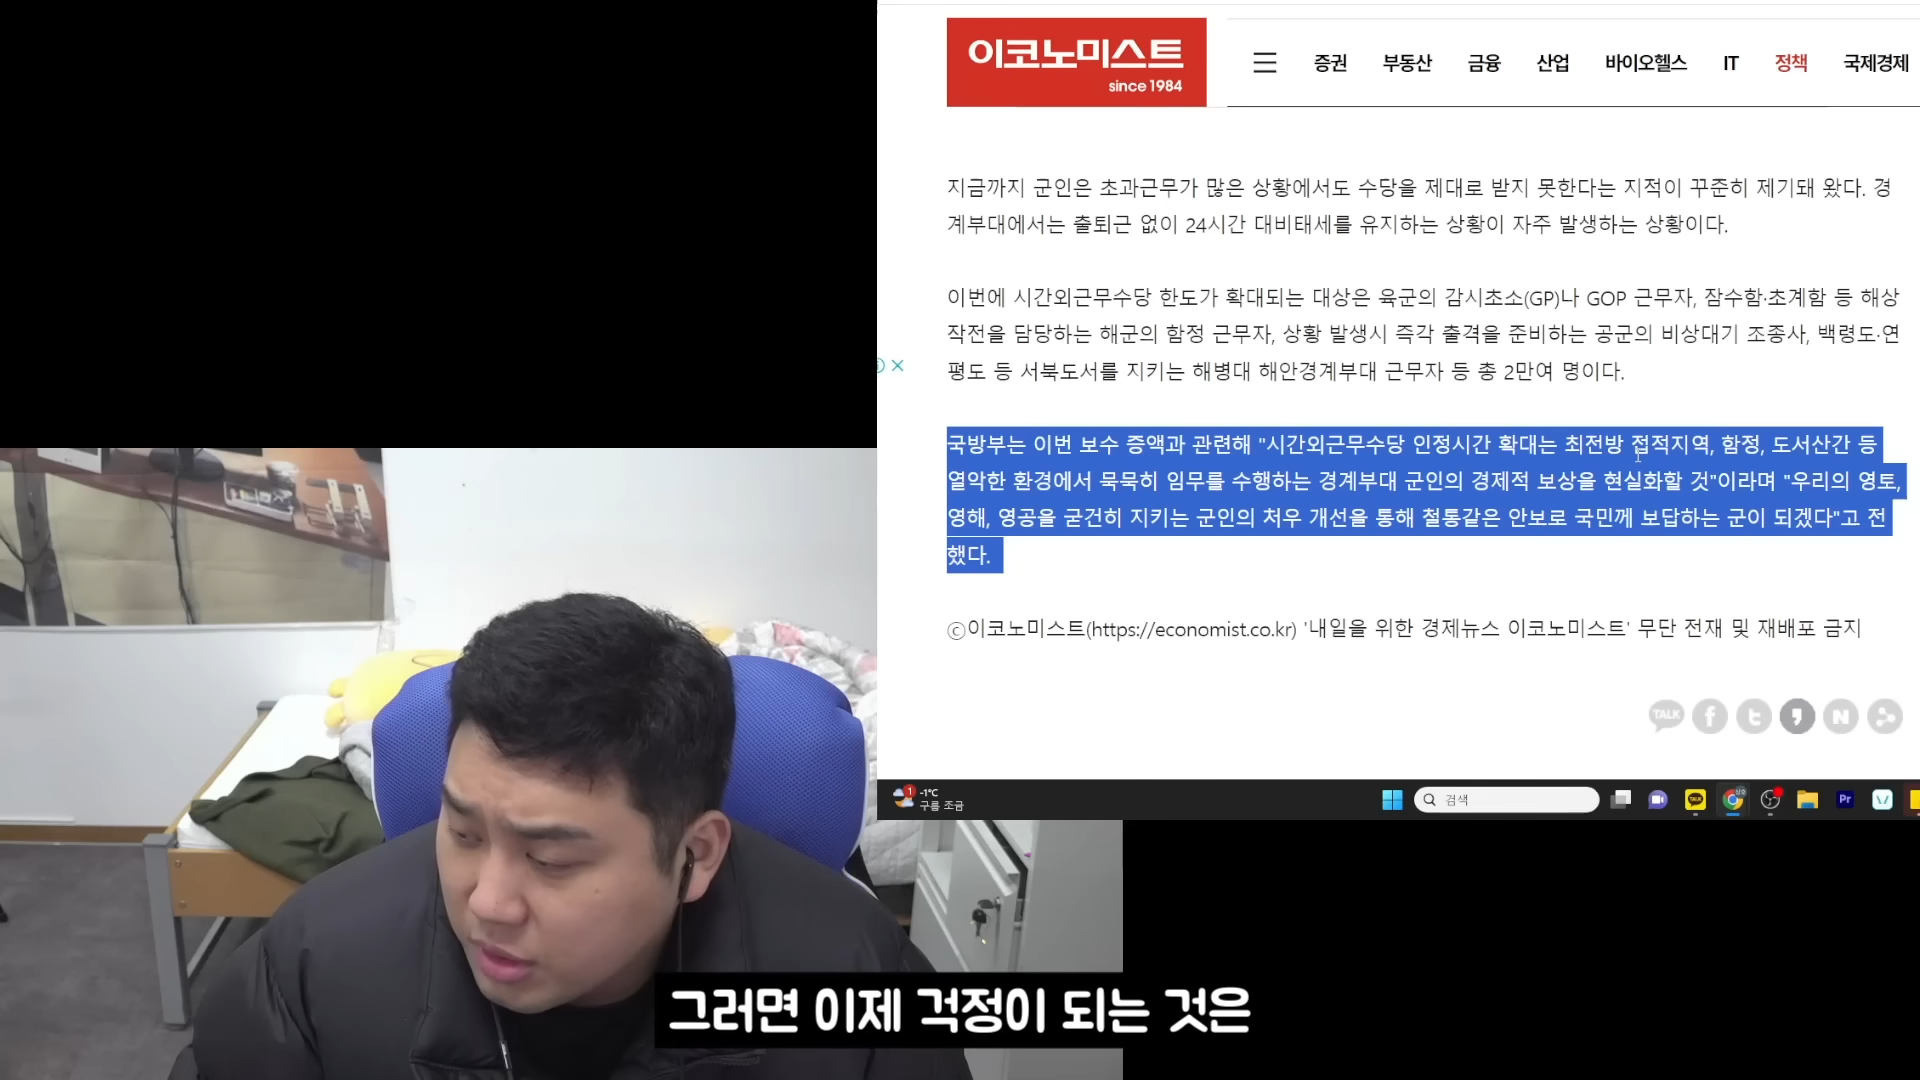 이코노미스트
since 1984
증권 부동산 금융 산업 바이오헬스 IT 정책 국제경제
지금까지 군인은 초과근무가 많은 상황에서도 수당을 제대로 받지 못한다는 지적이 꾸준히 제기돼 왔다. 경
계부대에서는 출퇴근 없이 24시간 대비태세를 유지하는 상황이 자주 발생하는 상황이다.
이번에 시간외근무수당 한도가 확대되는 대상은 육군의 감시초소(GP)나 GOP 근무자, 잠수함·초계함 등 해상
작전을 담당하는 해군의 함정 근무자, 상황 발생시 즉각 출격을 준비하는 공군의 비상대기 조종사, 백령도·연
평도 등 서북도서를 지키는 해병대 해안경계부대 근무자 등 총 2만여 명이다.
국방부는 이번 보수 증액과 관련해 "시간외근무수당 인정시간 확대는 최전방 접적지역, 함정, 도서산간 등
열악한 환경에서 묵묵히 임무를 수행하는 경계부대 군인의 경제적 보상을 현실화할 것"이라며 "우리의 영토,
영해, 영공을 굳건히 지키는 군인의 처우 개선을 통해 철통같은 안보로 국민께 보답하는 군이 되겠다"고 전
했다.
ⓒ이코노미스트(https://economist.co.kr) '내일을 위한 경제뉴스 이코노미스트' 무단 전재 및 재배포 금지
TALK
1
-1°C
구름 조금
검색
TALK
Pr
그러면 이제 걱정이 되는 것은